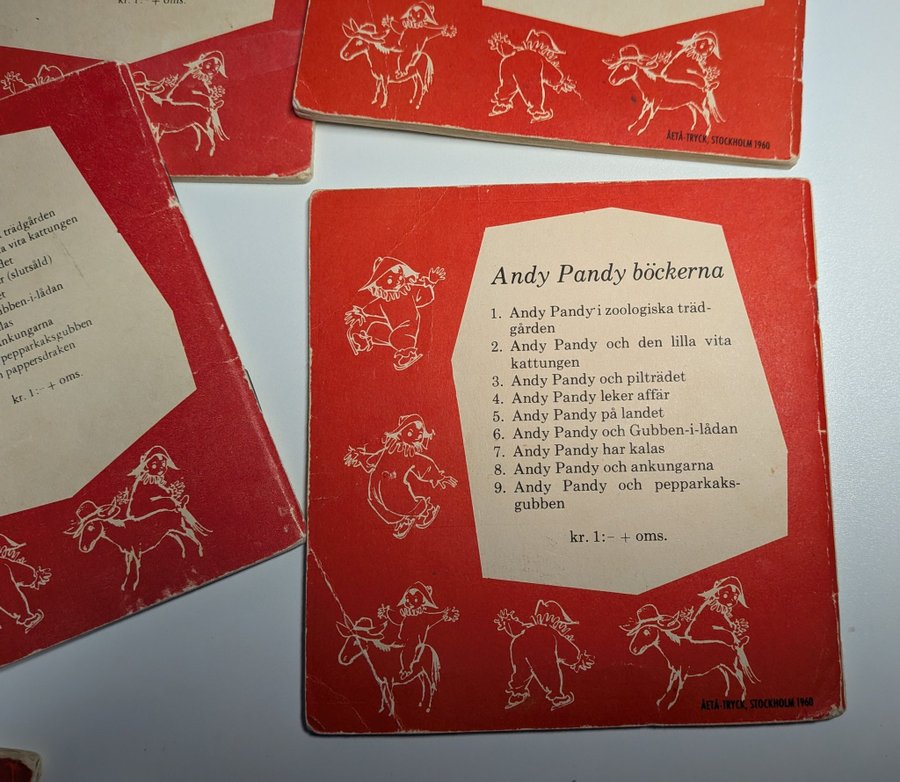 kr. 1:– + oms.
ÅETÅ-TRYCK, STOCKHOLM 1960
trädgården
vita kattungen
(slutsåld)
bben-i-lådan
ankungarna
pepparkaksgubben
pappersdraken
kr. 1:– + oms.
Andy Pandy böckerna
1. Andy Pandy i zoologiska träd-
gården
2. Andy Pandy och den lilla vita
kattungen
3. Andy Pandy och pilträdet
4. Andy Pandy leker affär
5. Andy Pandy på landet
6. Andy Pandy och Gubben-i-lådan
7. Andy Pandy har kalas
8. Andy Pandy och ankungarna
9. Andy Pandy och pepparkaks-
gubben
kr. 1:– + oms.
ÅETÅ-TRYCK, STOCKHOLM 1960